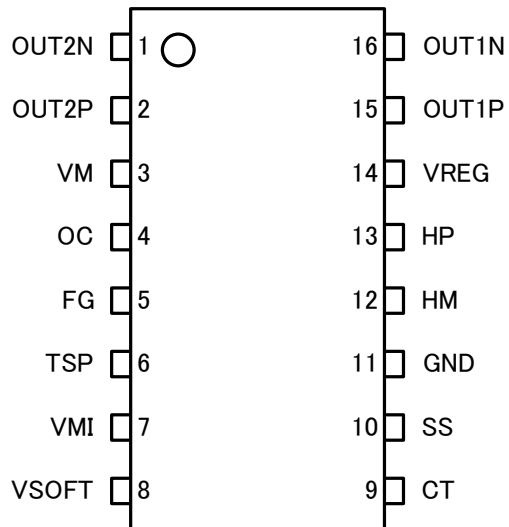 OUT2N 1 16 OUT1N
OUT2P 2 15 OUT1P
VM 3 14 VREG
OC 4 13 HP
FG 5 12 HM
TSP 6 11 GND
VMI 7 10 SS
VSOFT 8 9 CT